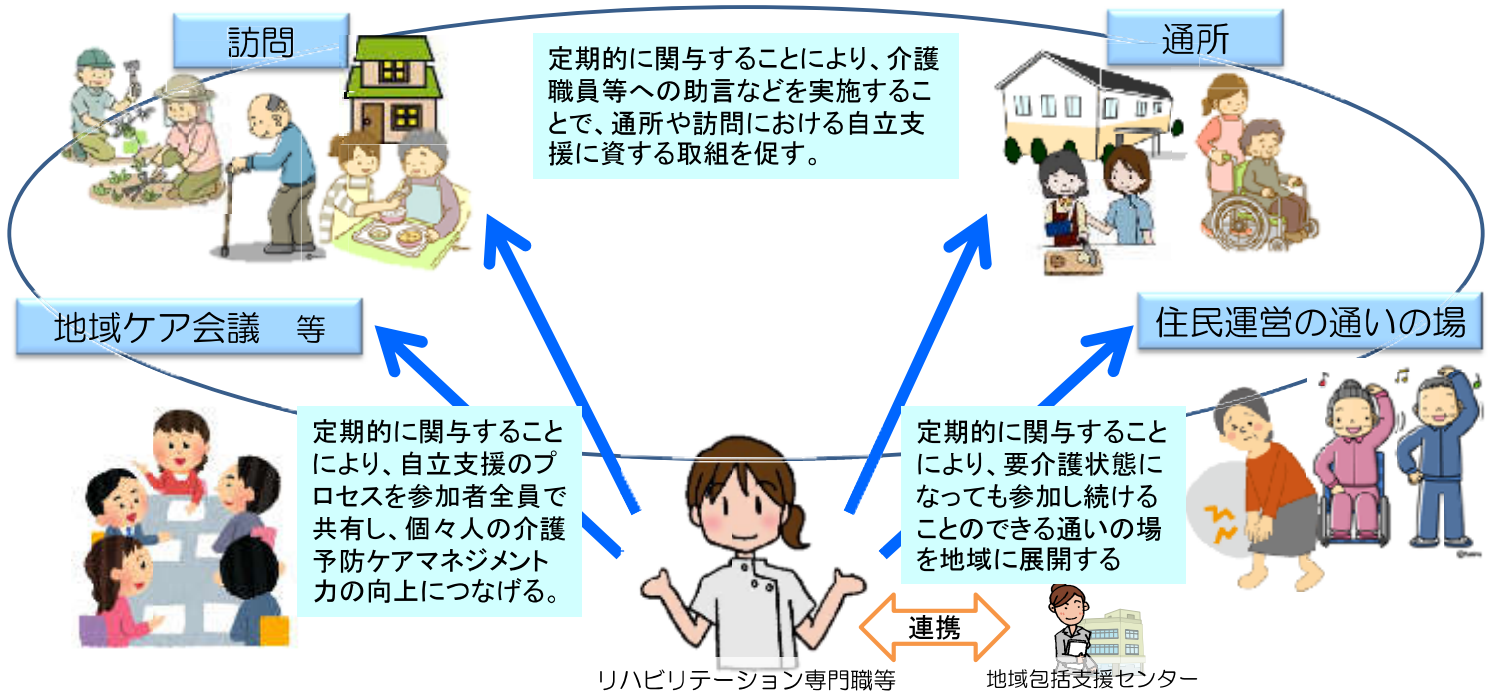 訪問
通所
定期的に関与することにより、介護
職員等への助言などを実施するこ
とで、通所や訪問における自立支
援に資する取組を促す。
地域ケア会議　等
住民運営の通いの場
定期的に関与すること
により、自立支援のプ
ロセスを参加者全員で
共有し、個々人の介護
予防ケアマネジメント
力の向上につなげる。
定期的に関与すること
により、要介護状態に
なっても参加し続ける
ことのできる通いの場
を地域に展開する
連携
リハビリテーション専門職等
地域包括支援センター